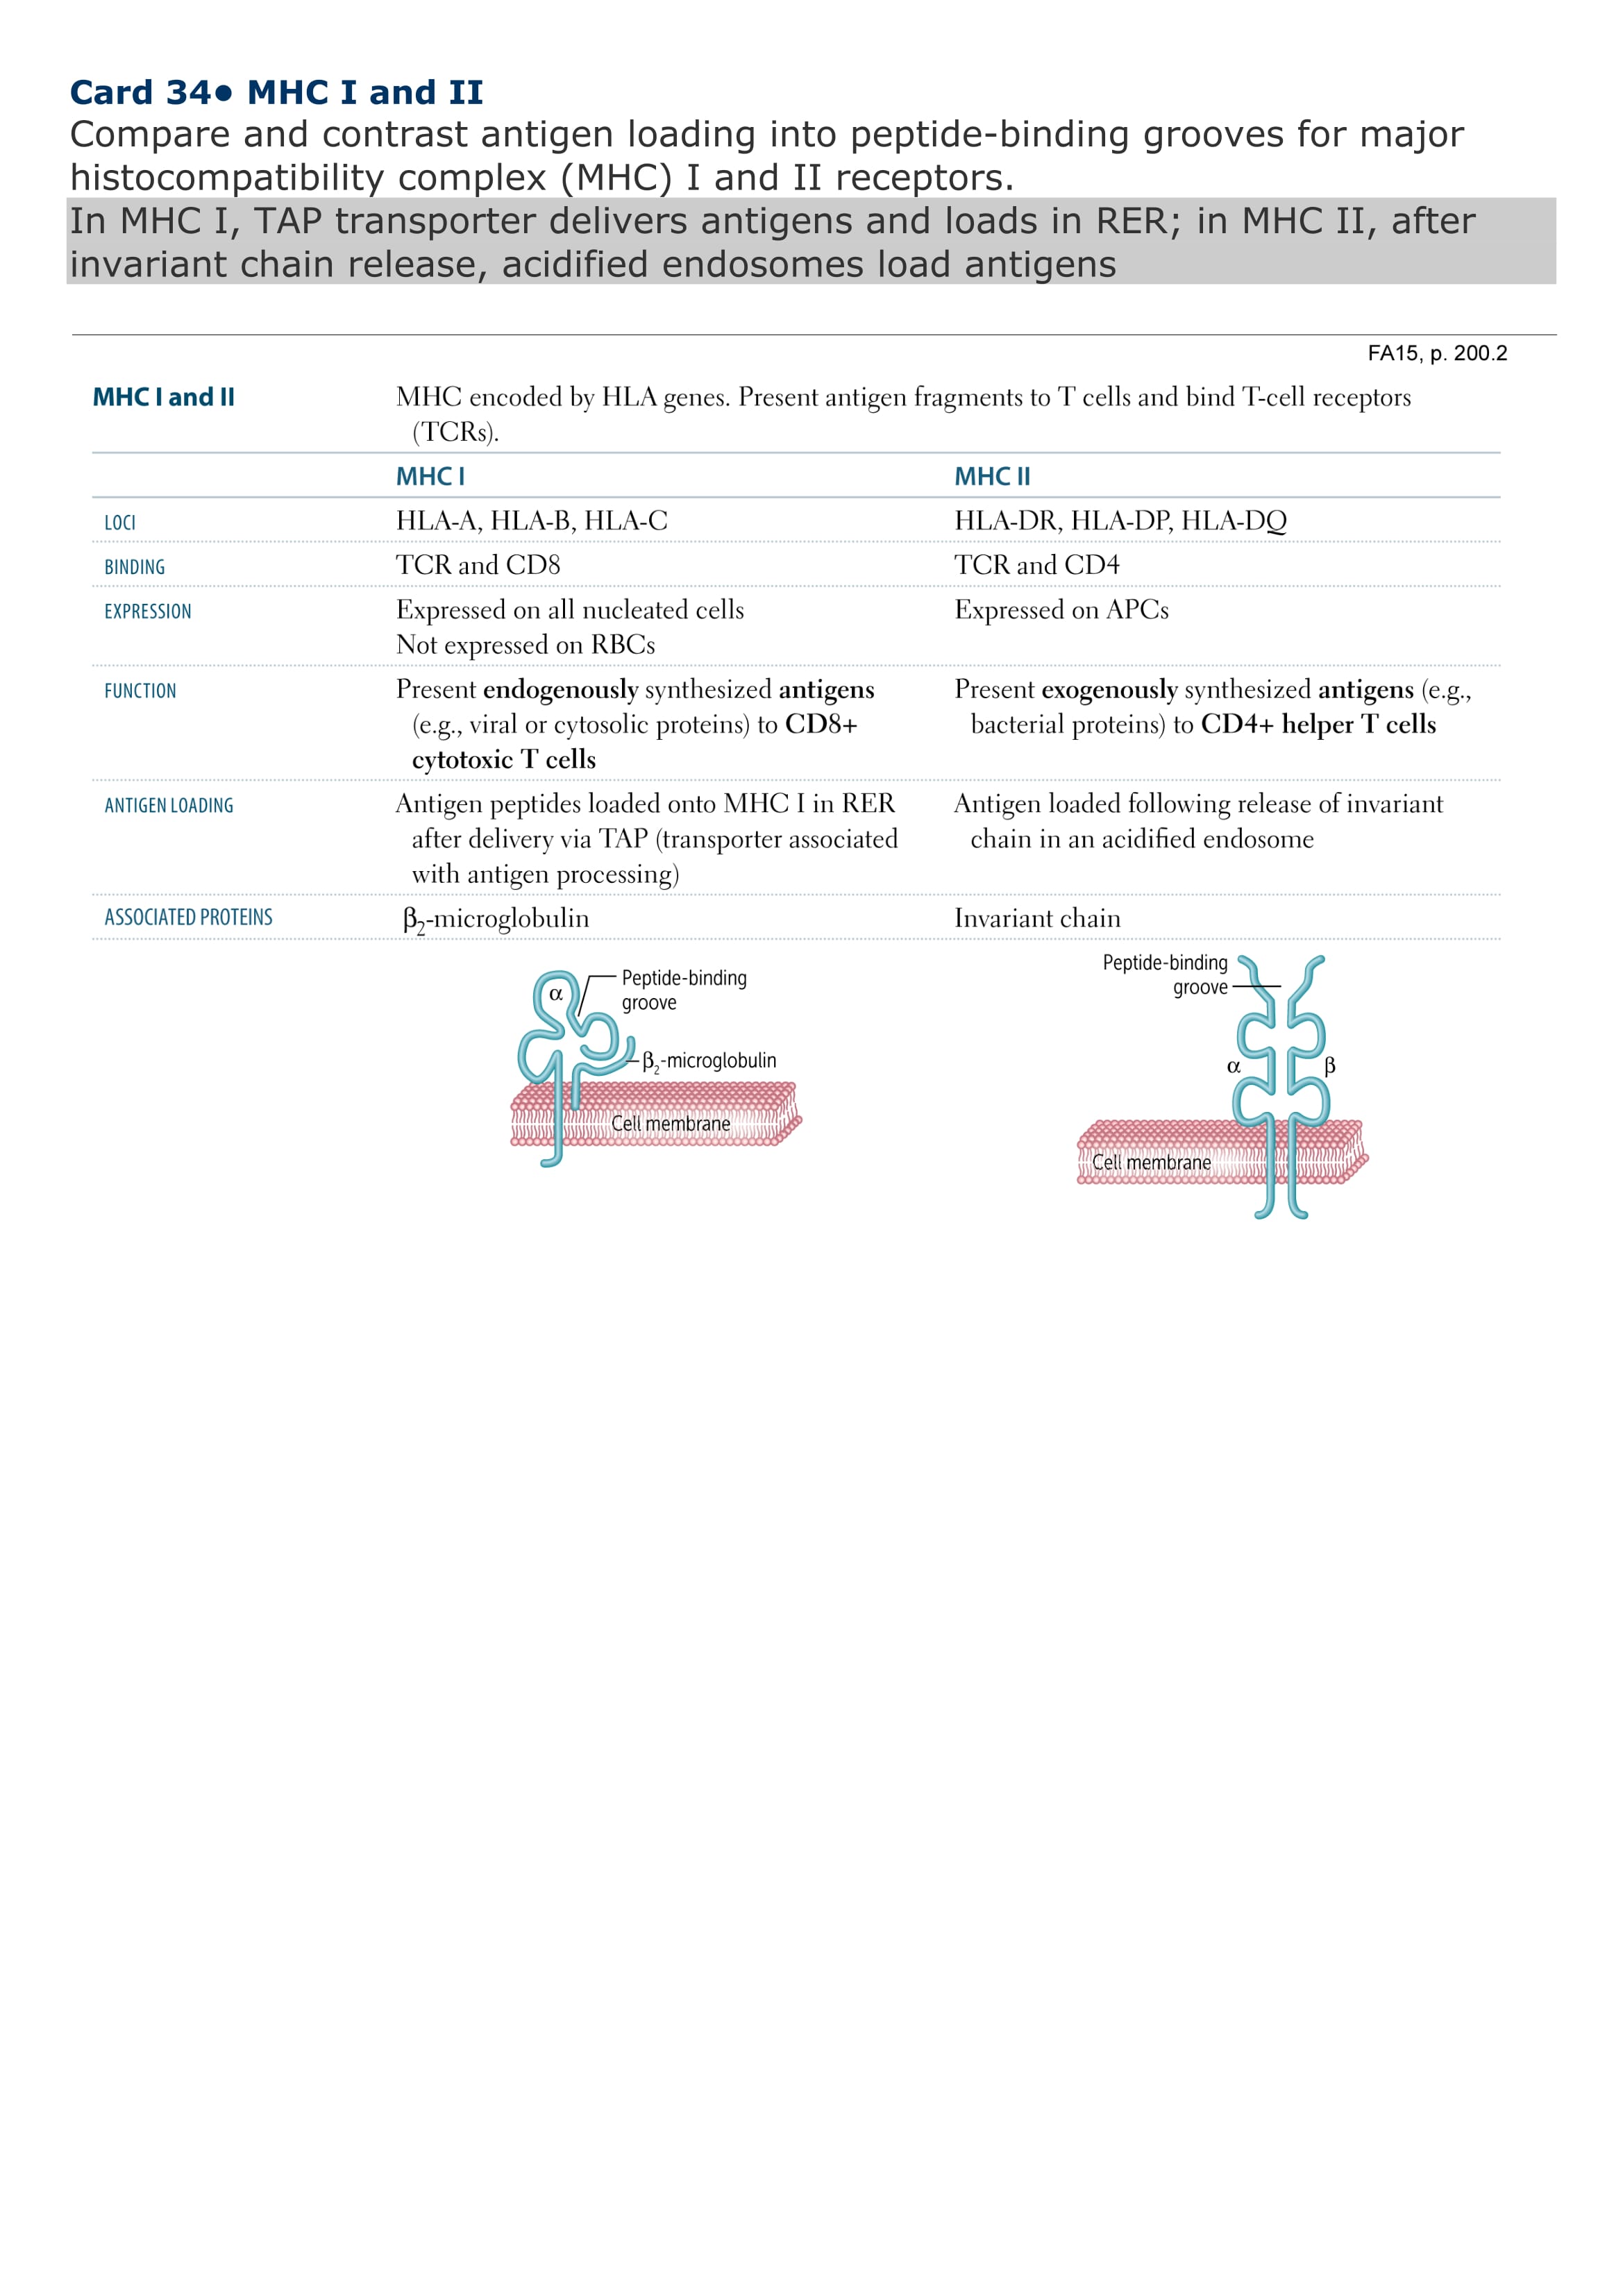 Card 34● MHC I and II
Compare and contrast antigen loading into peptide-binding grooves for major
histocompatibility complex (MHC) I and II receptors.
In MHC I, TAP transporter delivers antigens and loads in RER; in MHC II, after
invariant chain release, acidified endosomes load antigens
FA15, p. 200.2
MHC I and II
MHC encoded by HLA genes. Present antigen fragments to T cells and bind T-cell receptors
(TCRs).
MHC I
MHC II
LOCI
HLA-A, HLA-B, HLA-C
HLA-DR, HLA-DP, HLA-DQ
BINDING
TCR and CD8
TCR and CD4
EXPRESSION
Expressed on all nucleated cells
Not expressed on RBCs
Expressed on APCs
FUNCTION
Present endogenously synthesized antigens
(e.g., viral or cytosolic proteins) to CD8+
cytotoxic T cells
Present exogenously synthesized antigens (e.g.,
bacterial proteins) to CD4+ helper T cells
ANTIGEN LOADING
Antigen peptides loaded onto MHC I in RER
after delivery via TAP (transporter associated
with antigen processing)
Antigen loaded following release of invariant
chain in an acidified endosome
ASSOCIATED PROTEINS
β2-microglobulin
Invariant chain
α
Peptide-binding
groove
β2-microglobulin
Cell membrane
Peptide-binding
groove
α
β
Cell membrane